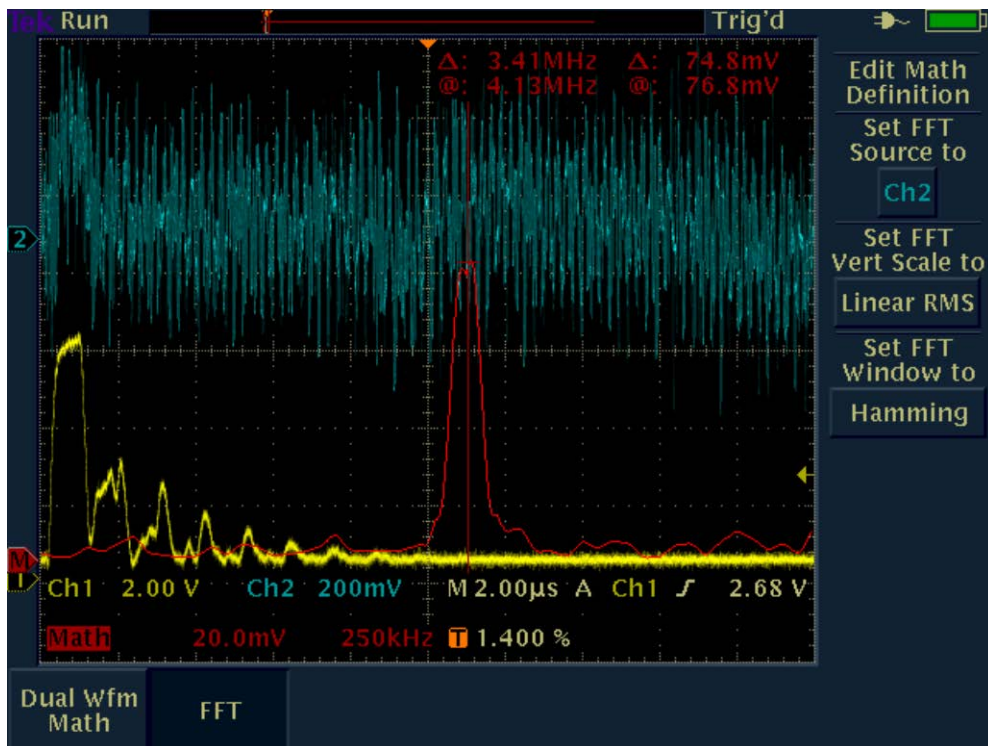 Tek Run Trig'd
Δ: 3.41MHz Δ: 74.8mV
@: 4.13MHz @: 76.8mV
Edit Math
Definition
Set FFT
Source to
Ch2
2
Set FFT
Vert Scale to
Linear RMS
Set FFT
Window to
Hamming
M
1
Ch1 2.00 V Ch2 200mV M 2.00µs A Ch1 2.68 V
Math 20.0mV 250kHz T 1.400 %
Dual Wfm
Math
FFT